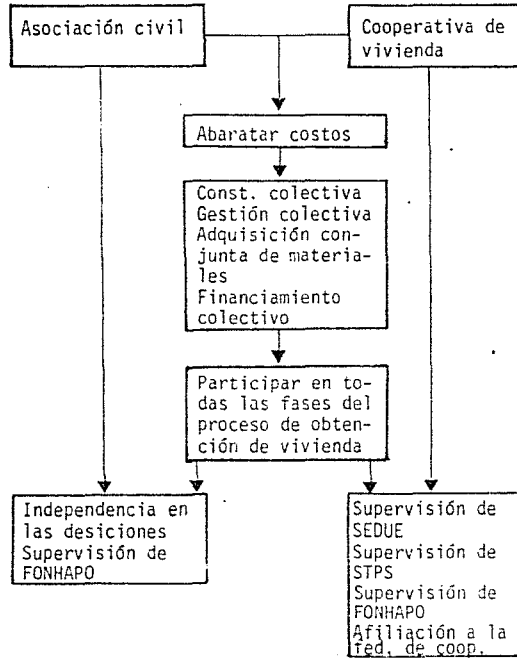 Asociación civil
Cooperativa de
vivienda
Abaratar costos
Const. colectiva
Gestión colectiva
Adquisición con-
junta de materia-
les
Financiamiento
colectivo
Participar en to-
das las fases del
proceso de obten-
ción de vivienda
Independencia en
las desiciones
Supervisión de
FONHAPO
Supervisión de
SEDUE
Supervisión de
STPS
Supervisión de
FONHAPO
Afiliación a la
fed. de coop.